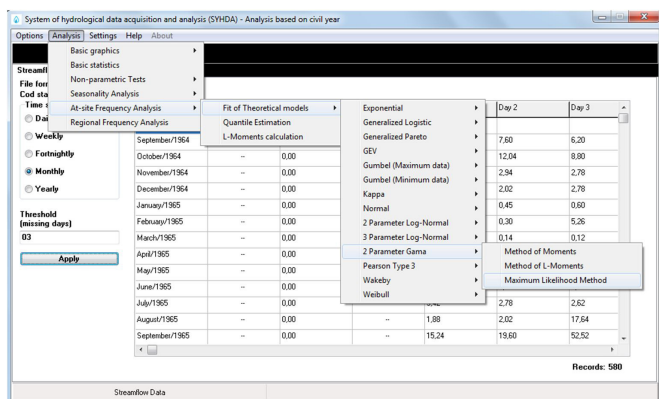 System of hydrological data acquisition and analysis (SYHDA) - Analysis based on civil year
Options Analysis Settings Help About
Basic graphics
Basic statistics
Non-parametric Tests
Seasonality Analysis
At-site Frequency Analysis
Regional Frequency Analysis
Fit of Theoretical models
Quantile Estimation
L-Moments calculation
Exponential
Generalized Logistic
Generalized Pareto
GEV
Gumbel (Maximum data)
Gumbel (Minimum data)
Kappa
Normal
2 Parameter Log-Normal
3 Parameter Log-Normal
2 Parameter Gama
Pearson Type 3
Wakeby
Weibull
Method of Moments
Method of L-Moments
Maximum Likelihood Method
Weekly
Fortnightly
Monthly
Yearly
Threshold
(missing days)
03
Apply
Day 2 Day 3
September/1964 7,60 6,20
October/1964 -- 0,00 12,04 8,80
November/1964 -- 0,00 2,94 2,78
December/1964 -- 0,00 2,02 2,78
January/1965 -- 0,00 0,45 0,60
February/1965 -- 0,00 0,30 5,26
March/1965 -- 0,00 0,14 0,12
April/1965 -- 0,00
May/1965 -- 0,00
June/1965 -- 0,00
July/1965 -- 0,00 2,78 2,62
August/1965 -- 0,00 -- 1,88 2,02 17,64
September/1965 -- 0,00 -- 15,24 19,60 52,52
Records: 580
Streamflow Data